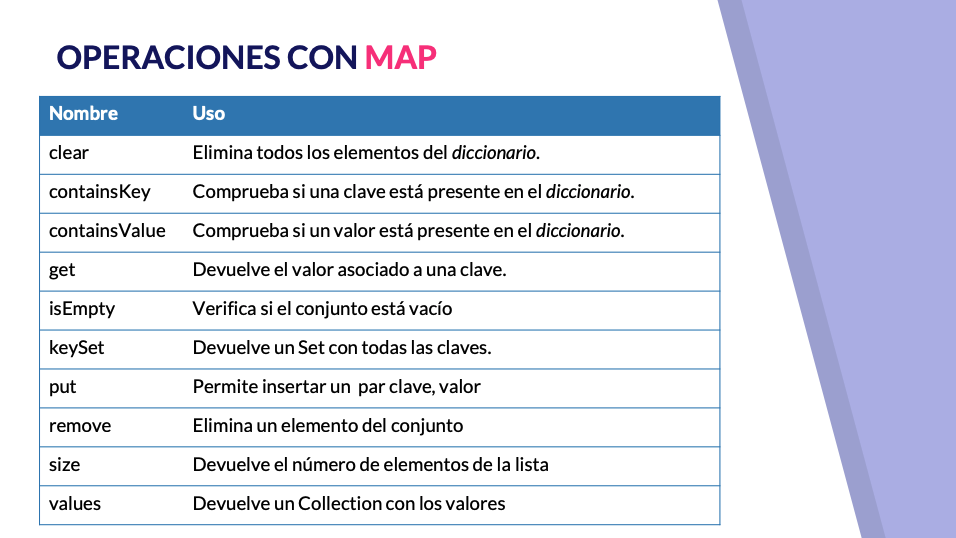 OPERACIONES CON MAP
Nombre Uso
clear Elimina todos los elementos del diccionario.
containsKey Comprueba si una clave está presente en el diccionario.
containsValue Comprueba si un valor está presente en el diccionario.
get Devuelve el valor asociado a una clave.
isEmpty Verifica si el conjunto está vacío
keySet Devuelve un Set con todas las claves.
put Permite insertar un par clave, valor
remove Elimina un elemento del conjunto
size Devuelve el número de elementos de la lista
values Devuelve un Collection con los valores